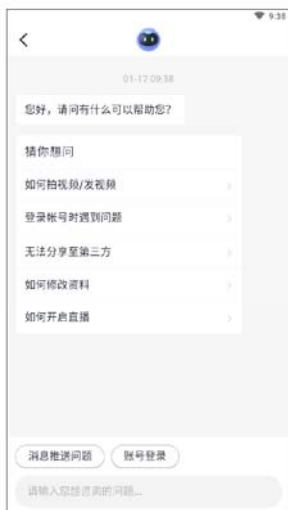 9:38
01-17 09:38
您好，请问有什么可以帮助您?
猜你想问
如何拍视频/发视频
登录帐号时遇到问题
无法分享至第三方
如何修改资料
如何开启直播
消息推送问题
账号登录
请输入您想咨询的问题...